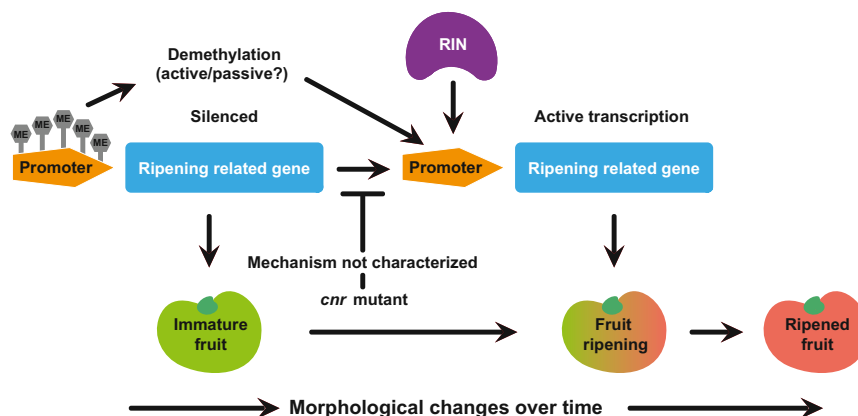 Demethylation
(active/passive?)
RIN
ME ME ME ME ME
Silenced
Active transcription
Promoter
Ripening related gene
Promoter
Ripening related gene
Mechanism not characterized
cnr mutant
Immature
fruit
Fruit
ripening
Ripened
fruit
Morphological changes over time